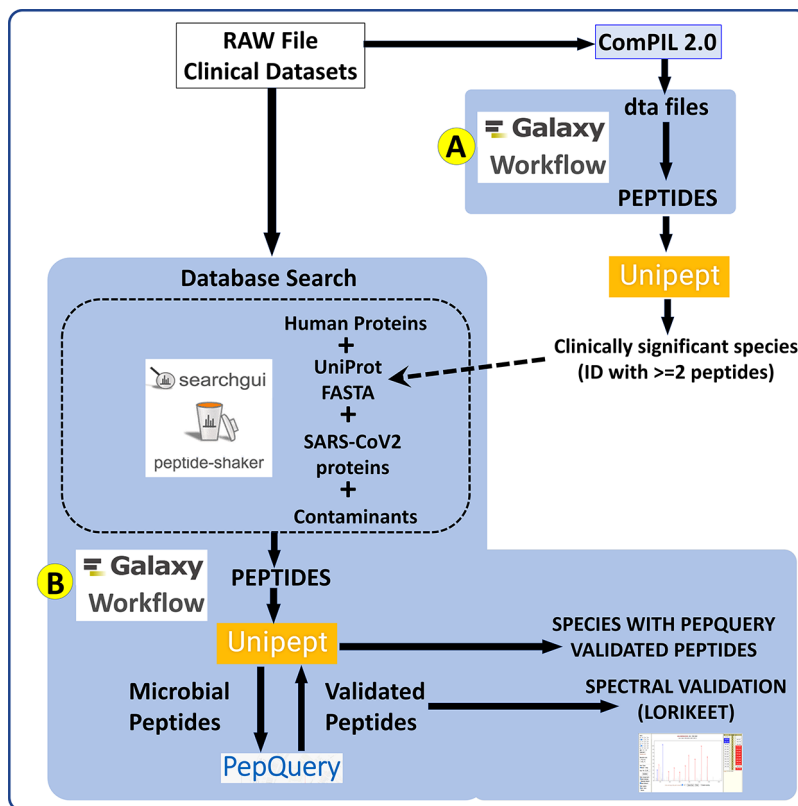 RAW File
Clinical Datasets
ComPIL 2.0
dta files
A
Galaxy
Workflow
PEPTIDES
Unipept
Clinically significant species
(ID with >=2 peptides)
Database Search
Human Proteins
+
UniProt
FASTA
+
SARS-CoV2
proteins
+
Contaminants
searchgui
peptide-shaker
B
Galaxy
Workflow
PEPTIDES
Unipept
SPECIES WITH PEPQUERY
VALIDATED PEPTIDES
Microbial
Peptides
Validated
Peptides
SPECTRAL VALIDATION
(LORIKEET)
PepQuery